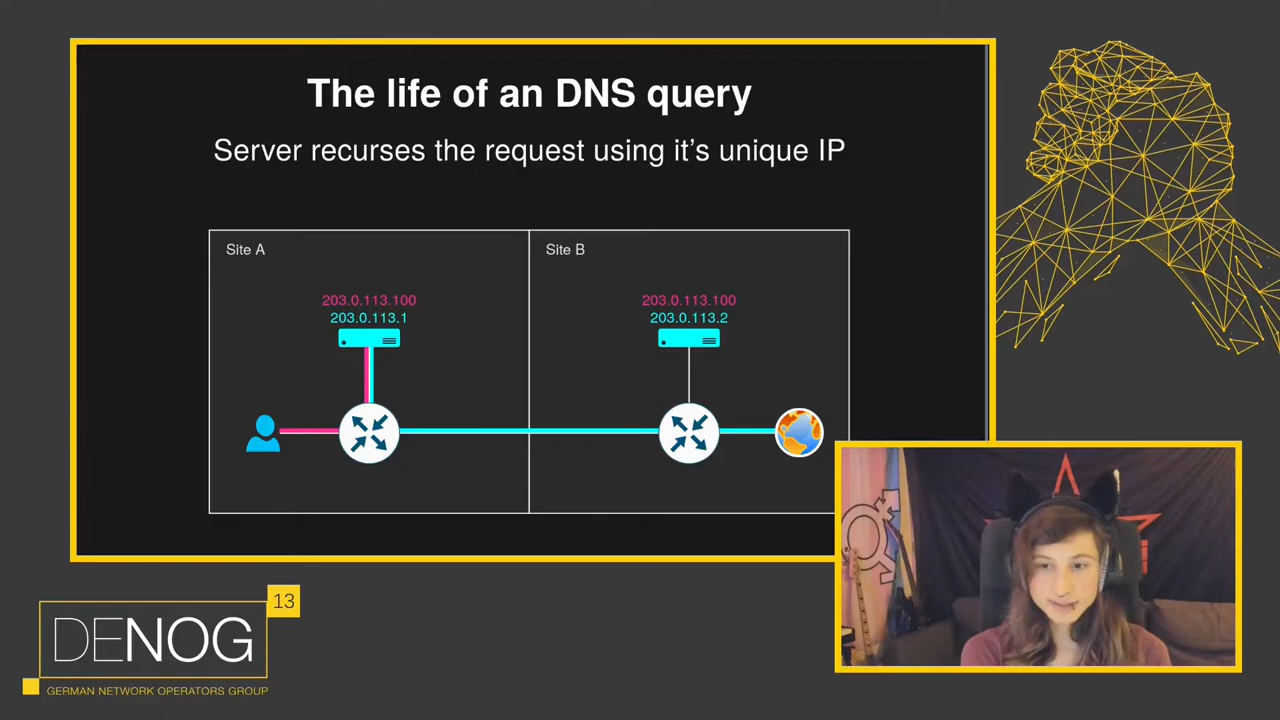 The life of an DNS query
Server recurses the request using it's unique IP
Site A
Site B
203.0.113.100
203.0.113.1
203.0.113.100
203.0.113.2
13
DENOG
GERMAN NETWORK OPERATORS GROUP